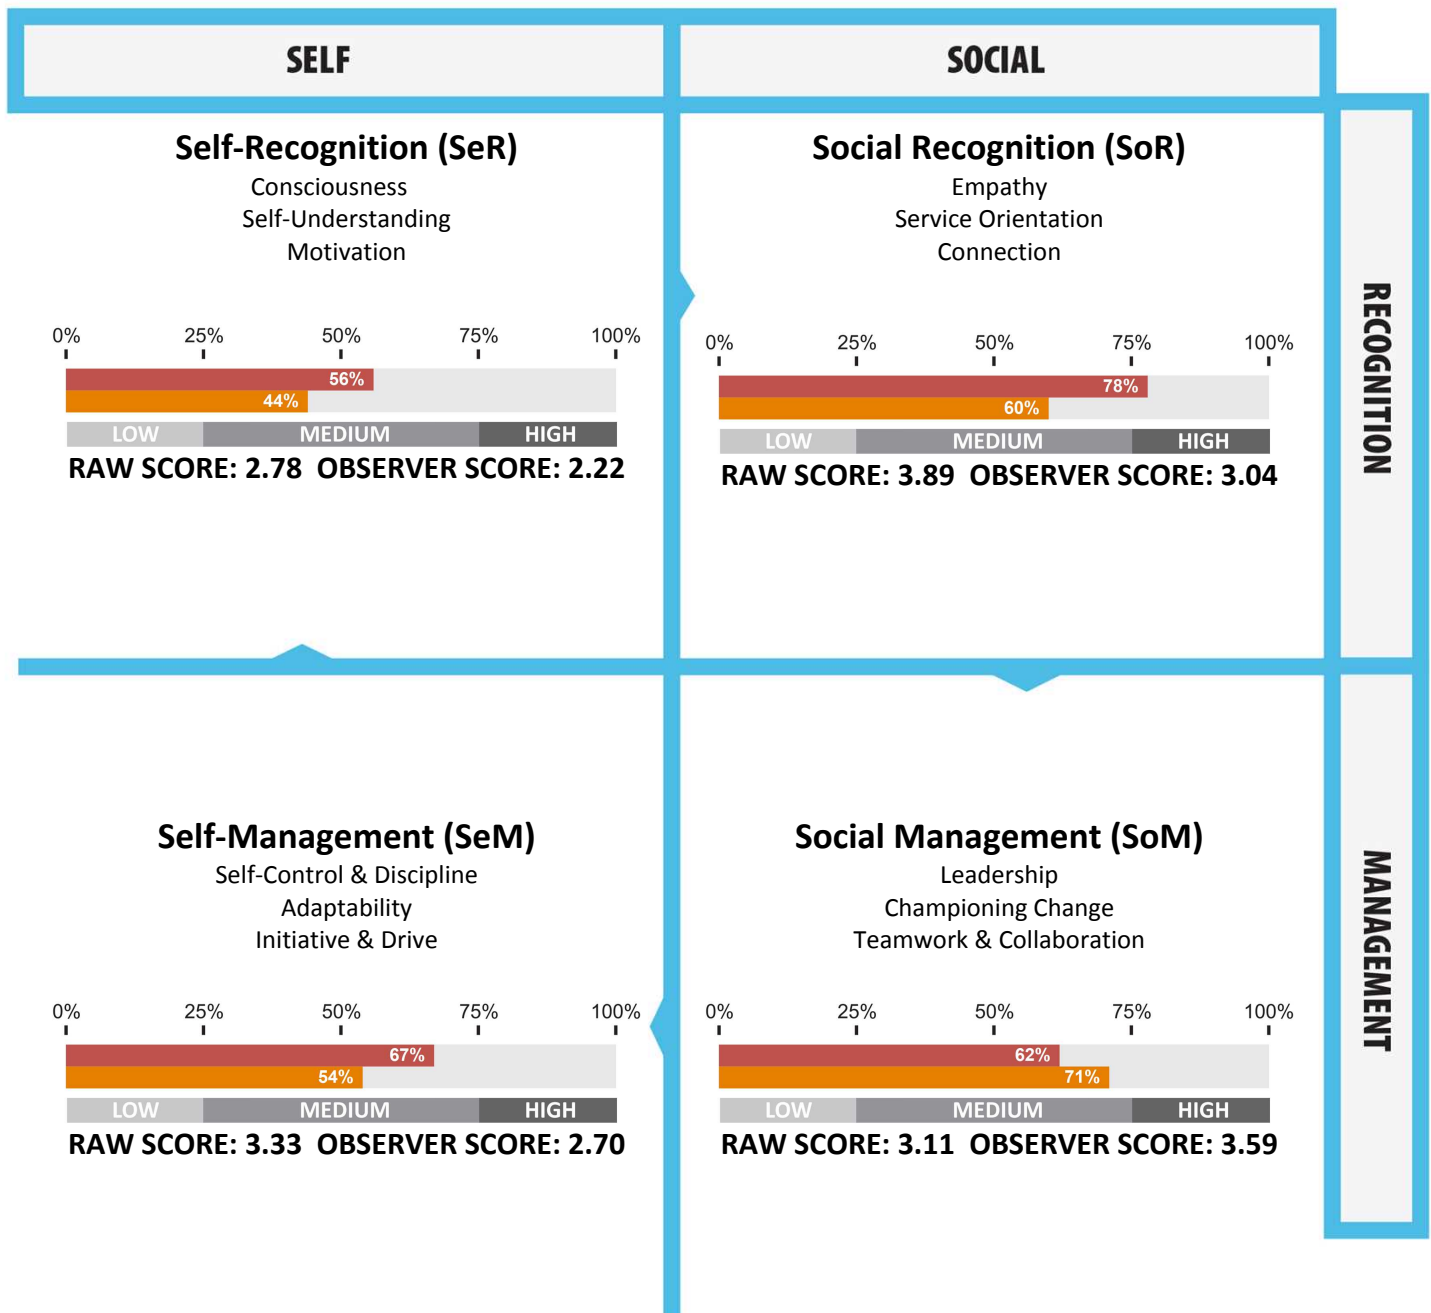 SELF
SOCIAL
Self-Recognition (SeR)
Consciousness
Self-Understanding
Motivation
0% 25% 50% 75% 100%
56%
44%
LOW MEDIUM HIGH
RAW SCORE: 2.78 OBSERVER SCORE: 2.22
Social Recognition (SoR)
Empathy
Service Orientation
Connection
0% 25% 50% 75% 100%
78%
60%
LOW MEDIUM HIGH
RAW SCORE: 3.89 OBSERVER SCORE: 3.04
RECOGNITION
Self-Management (SeM)
Self-Control & Discipline
Adaptability
Initiative & Drive
0% 25% 50% 75% 100%
67%
54%
LOW MEDIUM HIGH
RAW SCORE: 3.33 OBSERVER SCORE: 2.70
Social Management (SoM)
Leadership
Championing Change
Teamwork & Collaboration
0% 25% 50% 75% 100%
62%
71%
LOW MEDIUM HIGH
RAW SCORE: 3.11 OBSERVER SCORE: 3.59
MANAGEMENT